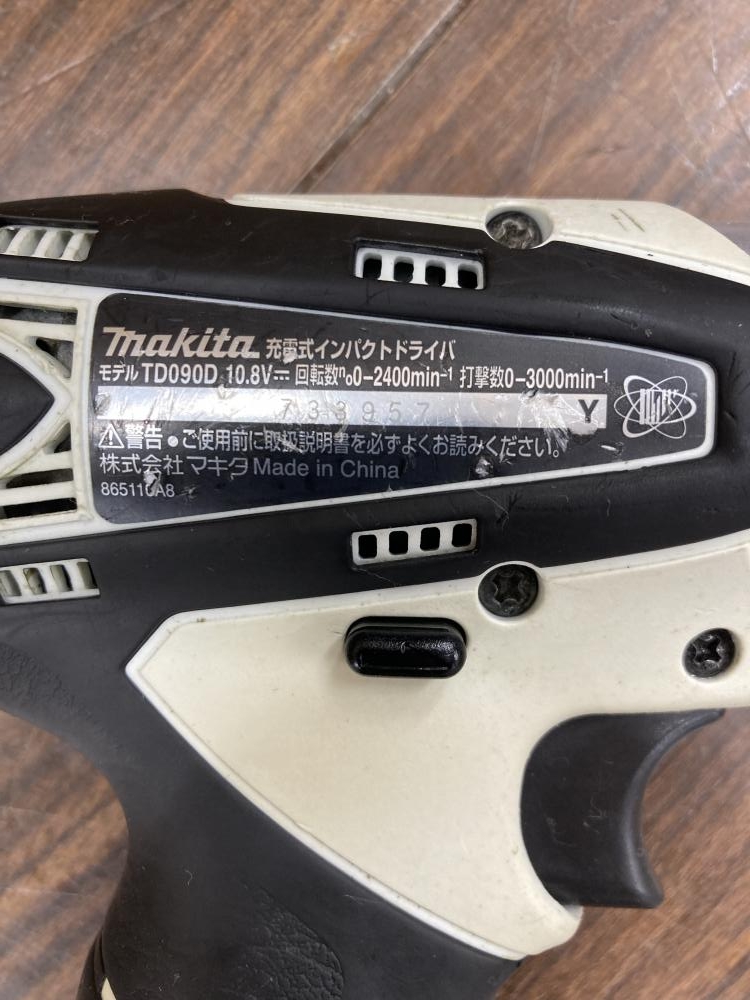 makita 充電式インパクトドライバ
モデル TD090D 10.8V⎓ 回転数n₀0-2400min⁻¹ 打撃数0-3000min⁻¹
733957 Y
⚠警告 ● ご使用前に取扱説明書を必ずよくお読みください。
株式会社 マキタ Made in China
865110A8